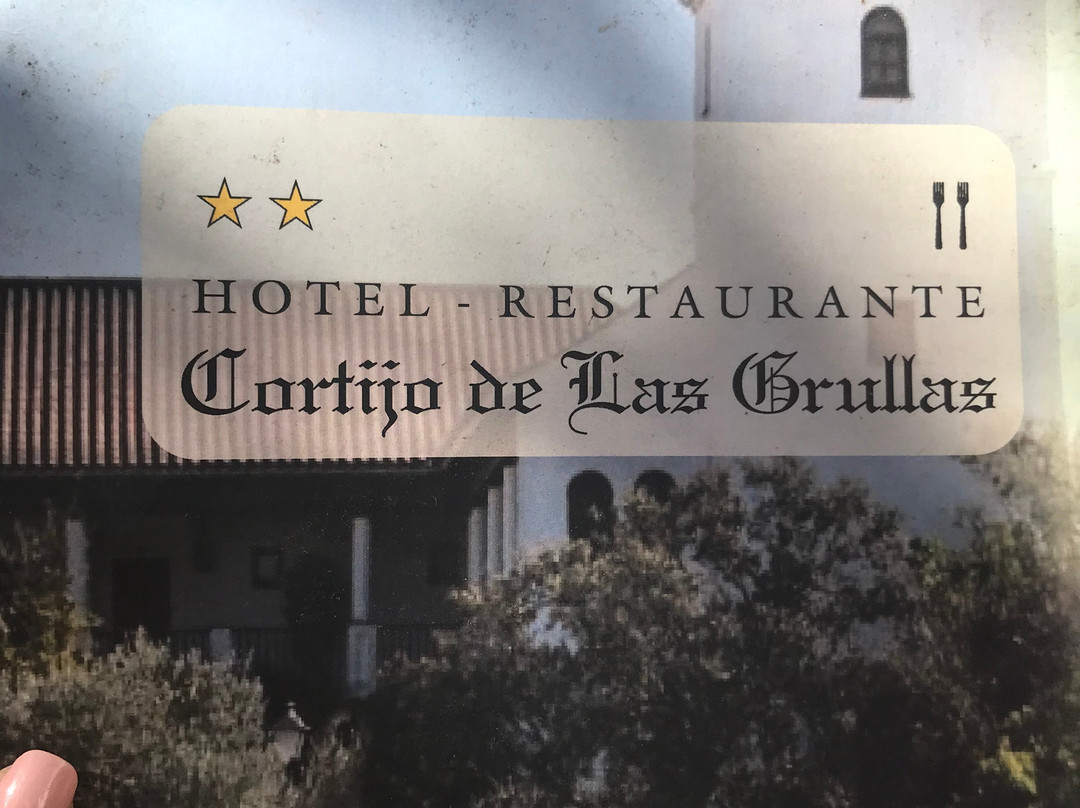 HOTEL - RESTAURANTE
Cortijo de Las Grullas